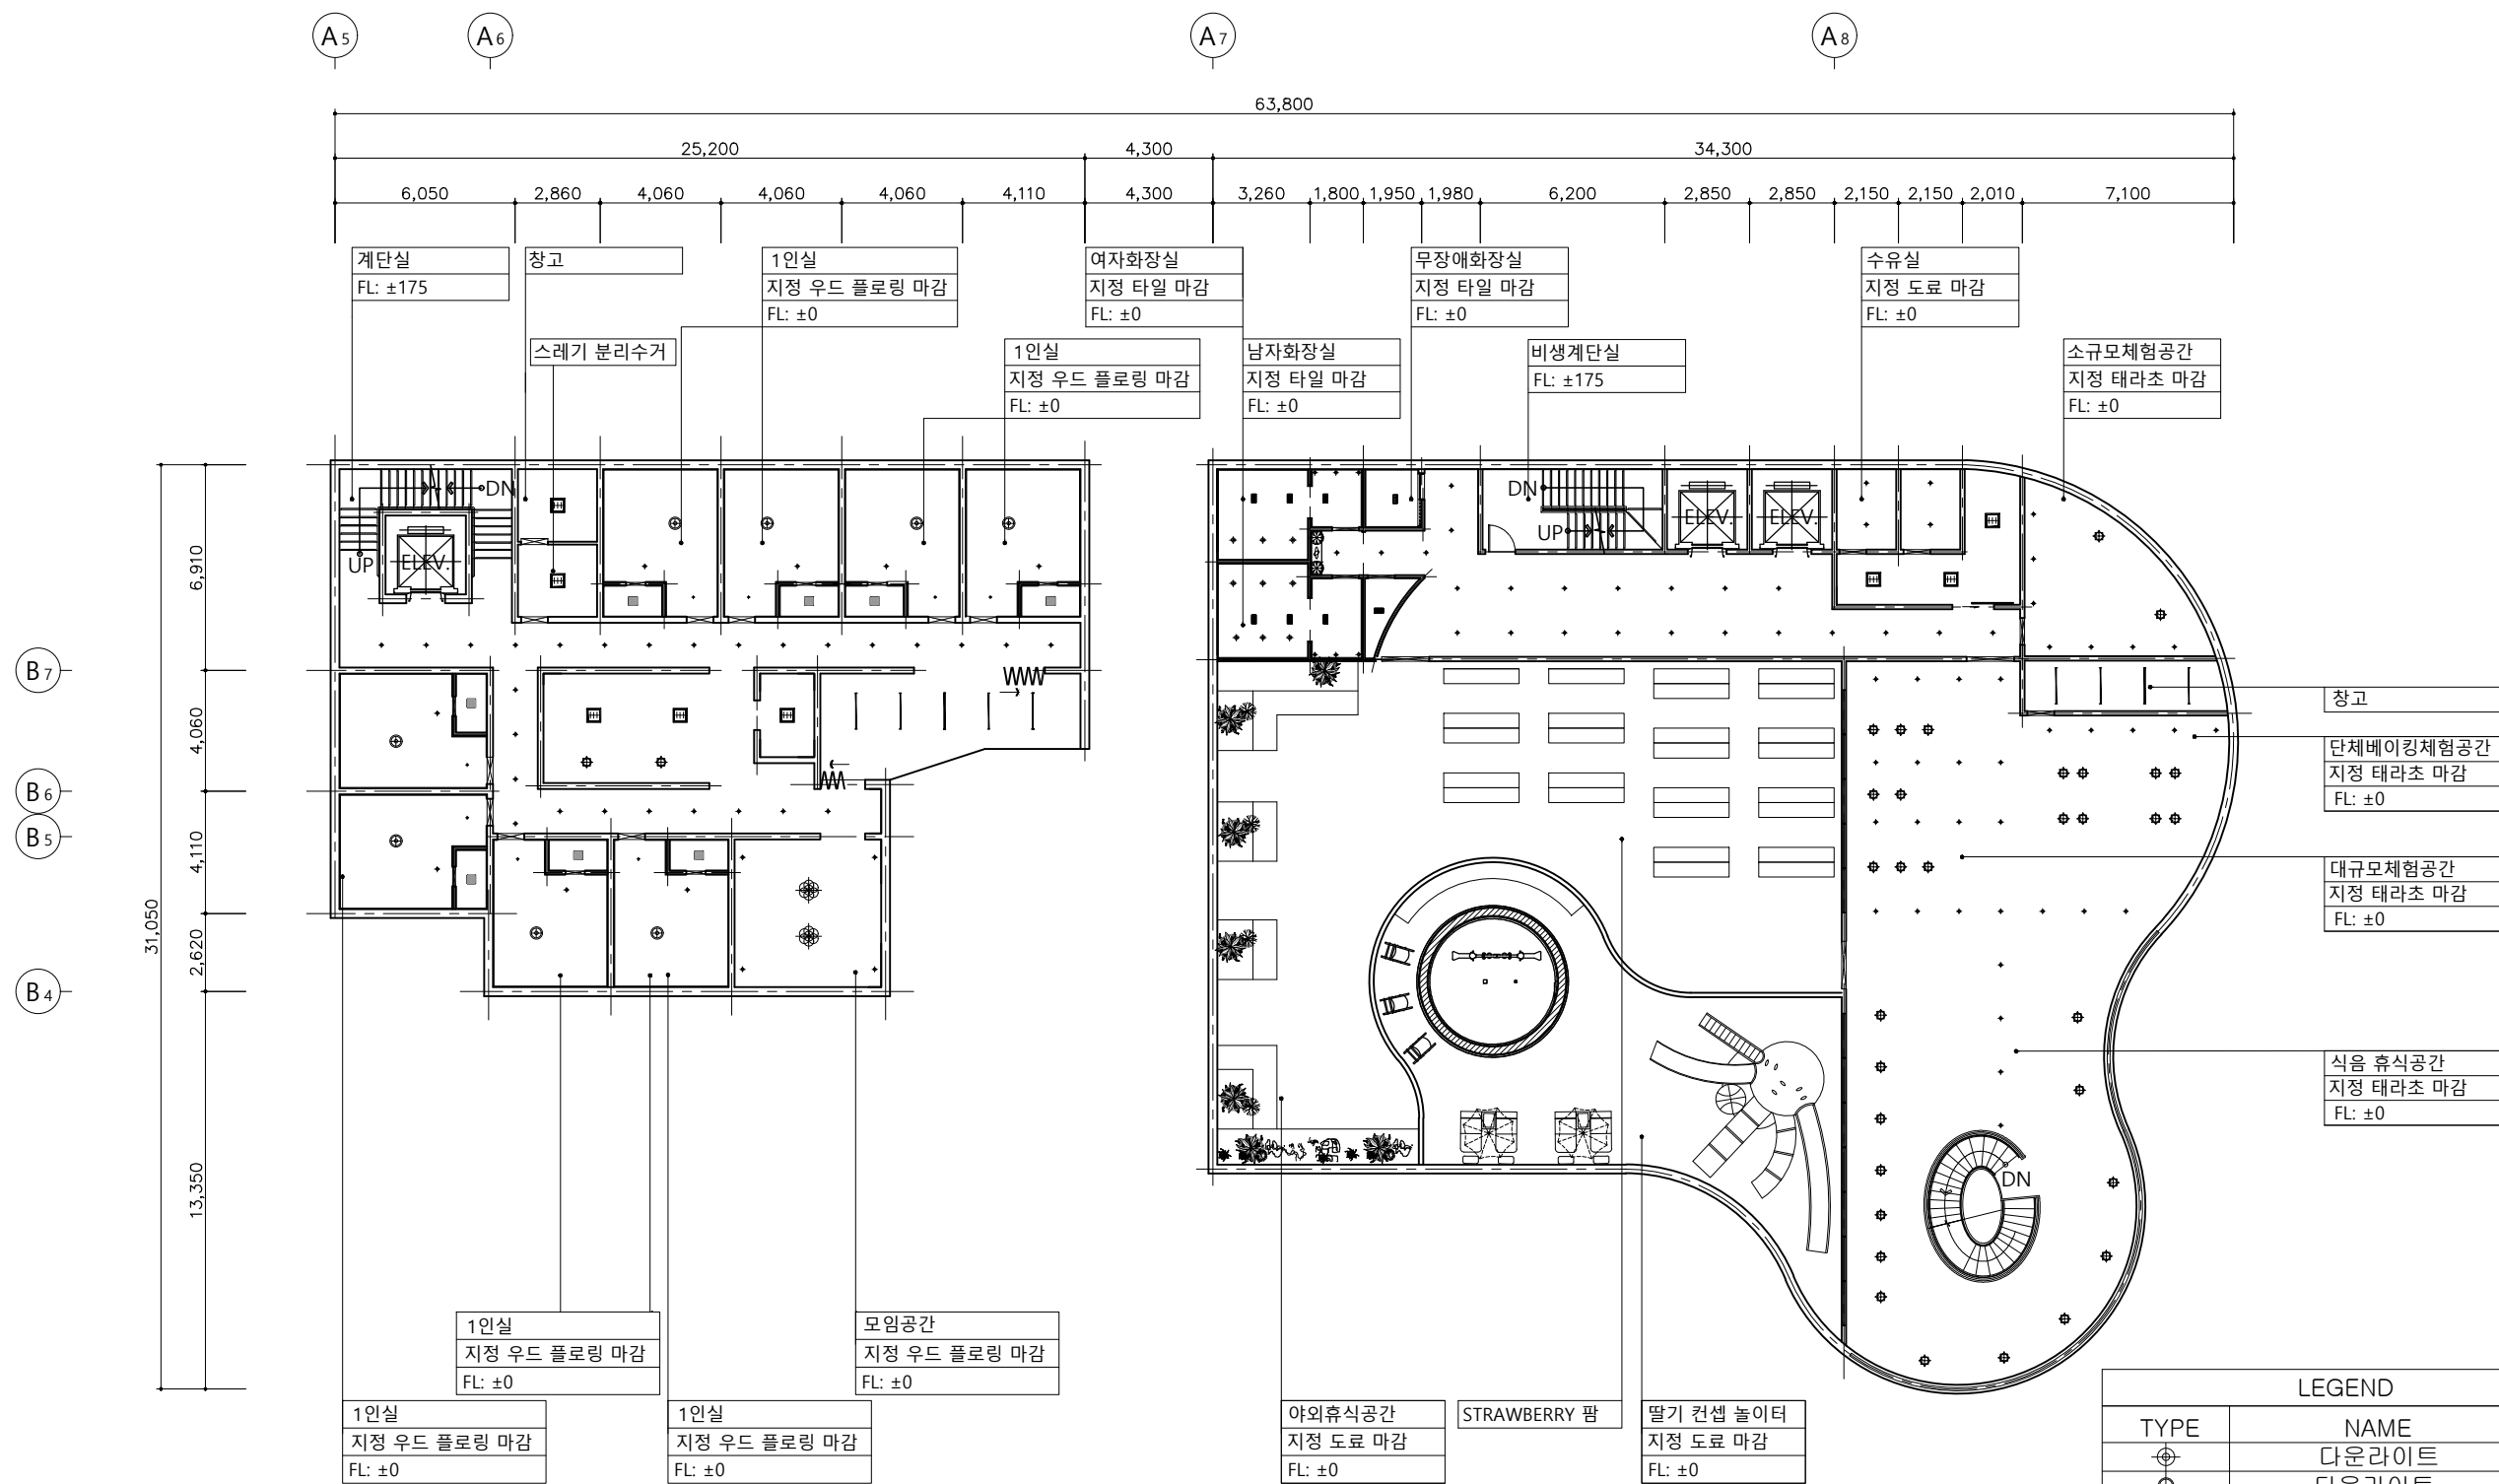 A5
A6
A7
A8
63,800
25,200
4,300
34,300
6,050
2,860
4,060
4,060
4,060
4,110
4,300
3,260
1,800
1,950
1,980
6,200
2,850
2,850
2,150
2,150
2,010
7,100
계단실
FL: ±175
창고
1인실
지정 우드 플로링 마감
FL: ±0
여자화장실
지정 타일 마감
FL: ±0
무장애화장실
지정 타일 마감
FL: ±0
수유실
지정 도료 마감
FL: ±0
스레기 분리수거
1인실
지정 우드 플로링 마감
FL: ±0
남자화장실
지정 타일 마감
FL: ±0
비생계단실
FL: ±175
소규모체험공간
지정 태라초 마감
FL: ±0
DN
UP
ELEV.
DN
UP
ELEV.
ELEV.
6,910
4,060
4,110
2,620
13,350
31,050
B7
B6
B5
B4
창고
단체베이킹체험공간
지정 태라초 마감
FL: ±0
대규모체험공간
지정 태라초 마감
FL: ±0
식음 휴식공간
지정 태라초 마감
FL: ±0
DN
1인실
지정 우드 플로링 마감
FL: ±0
모임공간
지정 우드 플로링 마감
FL: ±0
1인실
지정 우드 플로링 마감
FL: ±0
1인실
지정 우드 플로링 마감
FL: ±0
야외휴식공간
지정 도료 마감
FL: ±0
STRAWBERRY 팜
딸기 컨셉 놀이터
지정 도료 마감
FL: ±0
LEGEND
TYPE NAME
다운라이트
다운라이트